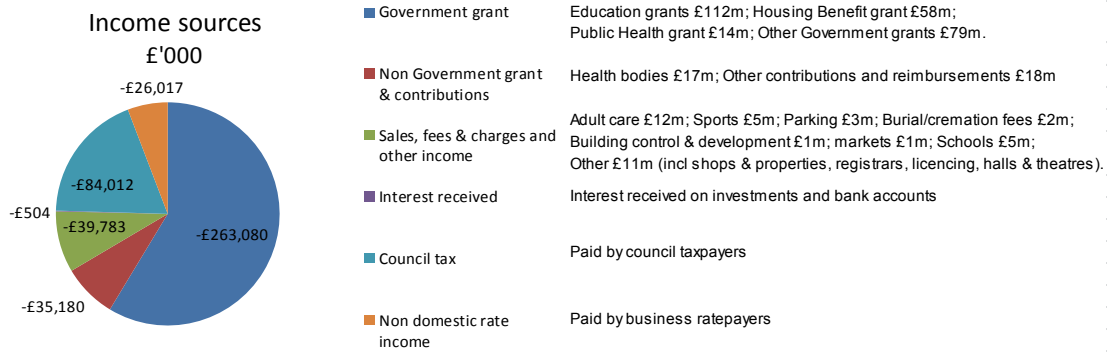 Income sources
£'000
-£26,017
-£84,012
-£504
-£39,783
-£263,080
-£35,180
Government grant
Education grants £112m; Housing Benefit grant £58m;
Public Health grant £14m; Other Government grants £79m.
Non Government grant
& contributions
Health bodies £17m; Other contributions and reimbursements £18m
Sales, fees & charges and
other income
Adult care £12m; Sports £5m; Parking £3m; Burial/cremation fees £2m;
Building control & development £1m; markets £1m; Schools £5m;
Other £11m (incl shops & properties, registrars, licencing, halls & theatres).
Interest received
Interest received on investments and bank accounts
Council tax
Paid by council taxpayers
Non domestic rate
income
Paid by business ratepayers